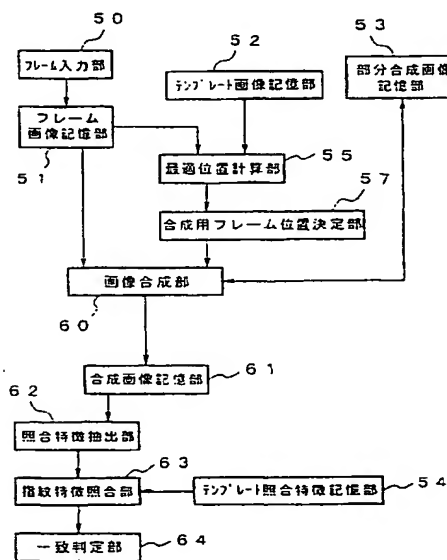 50
フレーム入力部
52
テンプレート画像記憶部
53
部分合成画像
記憶部
フレーム
画像記憶部
51
最適位置計算部
55
合成用フレーム位置決定部
57
画像合成部
60
合成画像記憶部
61
62
照合特徴抽出部
63
指紋特徴照合部
テンプレート照合特徴記憶部
54
一致判定部
64